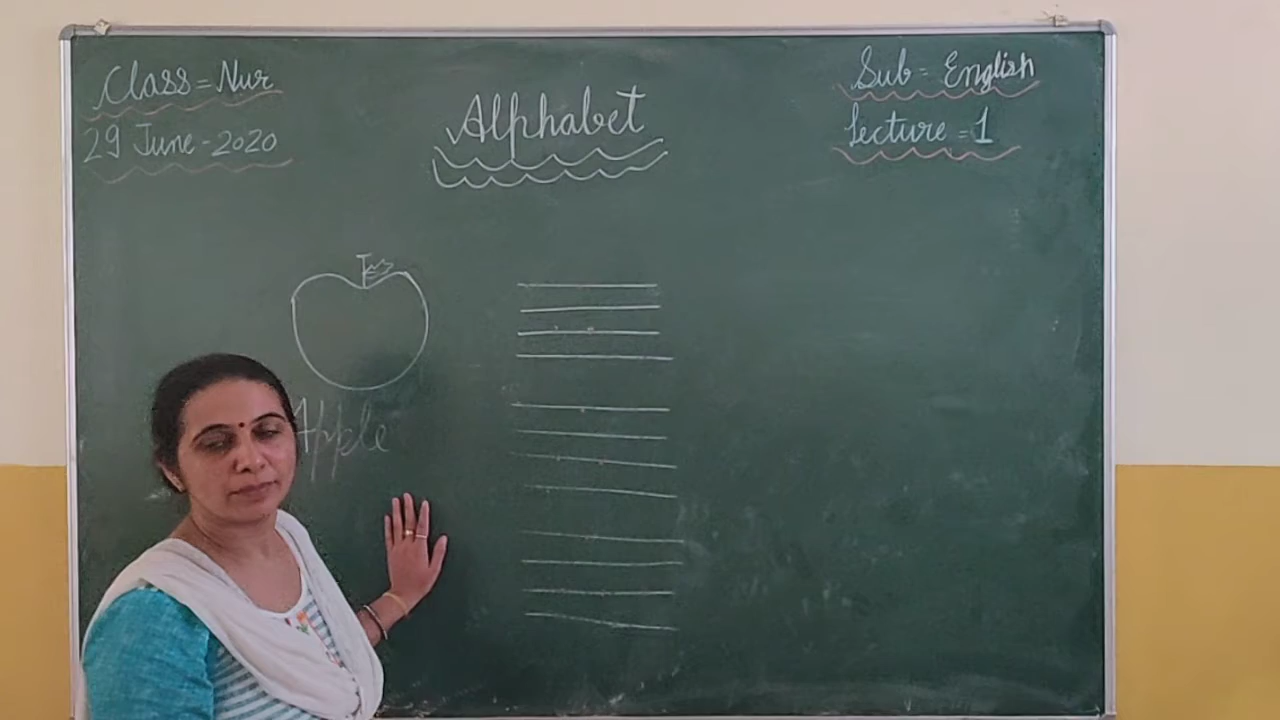 Class = Nur
29 June - 2020
Alphabet
Sub = English
Lecture = 1
Apple